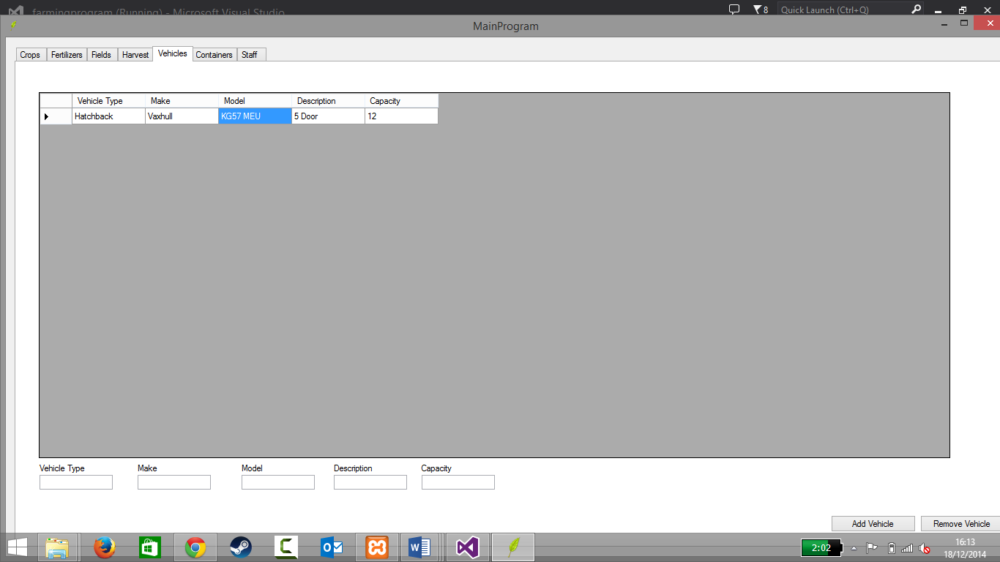 farmingprogram (Running) - Microsoft Visual Studio
8 Quick Launch (Ctrl+Q)
MainProgram
Crops Fertilizers Fields Harvest Vehicles Containers Staff
Vehicle Type Make Model Description Capacity
Hatchback Vaxhull KG57 MEU 5 Door 12
Vehicle Type Make Model Description Capacity
Add Vehicle Remove Vehicle
2:02
16:13
18/12/2014